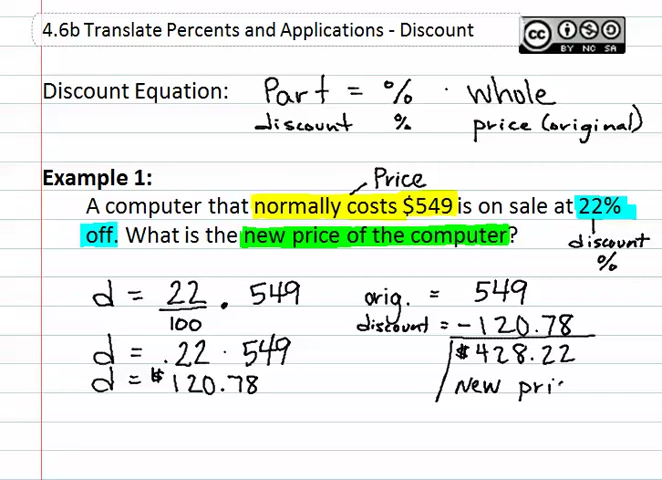 4.6b Translate Percents and Applications - Discount
cc BY NC SA
Discount Equation: Part = % · whole
discount % price (original)
Example 1: Price
A computer that normally costs $549 is on sale at 22%
off. What is the new price of the computer?
discount
%
d = 22/100 · 549
orig. = 549
discount = -120.78
d = .22 · 549
$428.22
d = $120.78
New pri